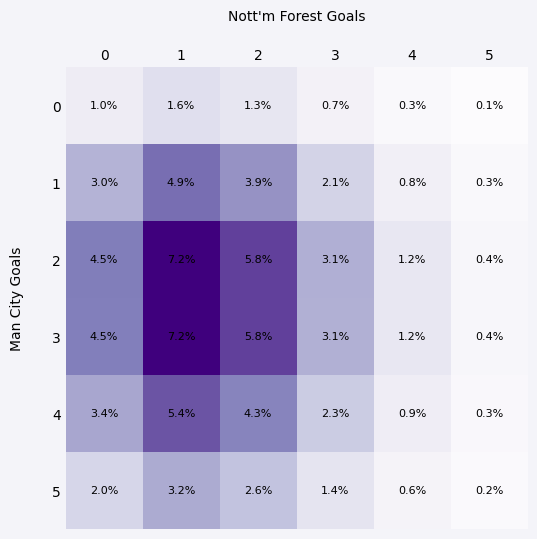 Nott'm Forest Goals
0 1 2 3 4 5
0 1.0% 1.6% 1.3% 0.7% 0.3% 0.1%
1 3.0% 4.9% 3.9% 2.1% 0.8% 0.3%
2 4.5% 7.2% 5.8% 3.1% 1.2% 0.4%
Man City Goals
3 4.5% 7.2% 5.8% 3.1% 1.2% 0.4%
4 3.4% 5.4% 4.3% 2.3% 0.9% 0.3%
5 2.0% 3.2% 2.6% 1.4% 0.6% 0.2%